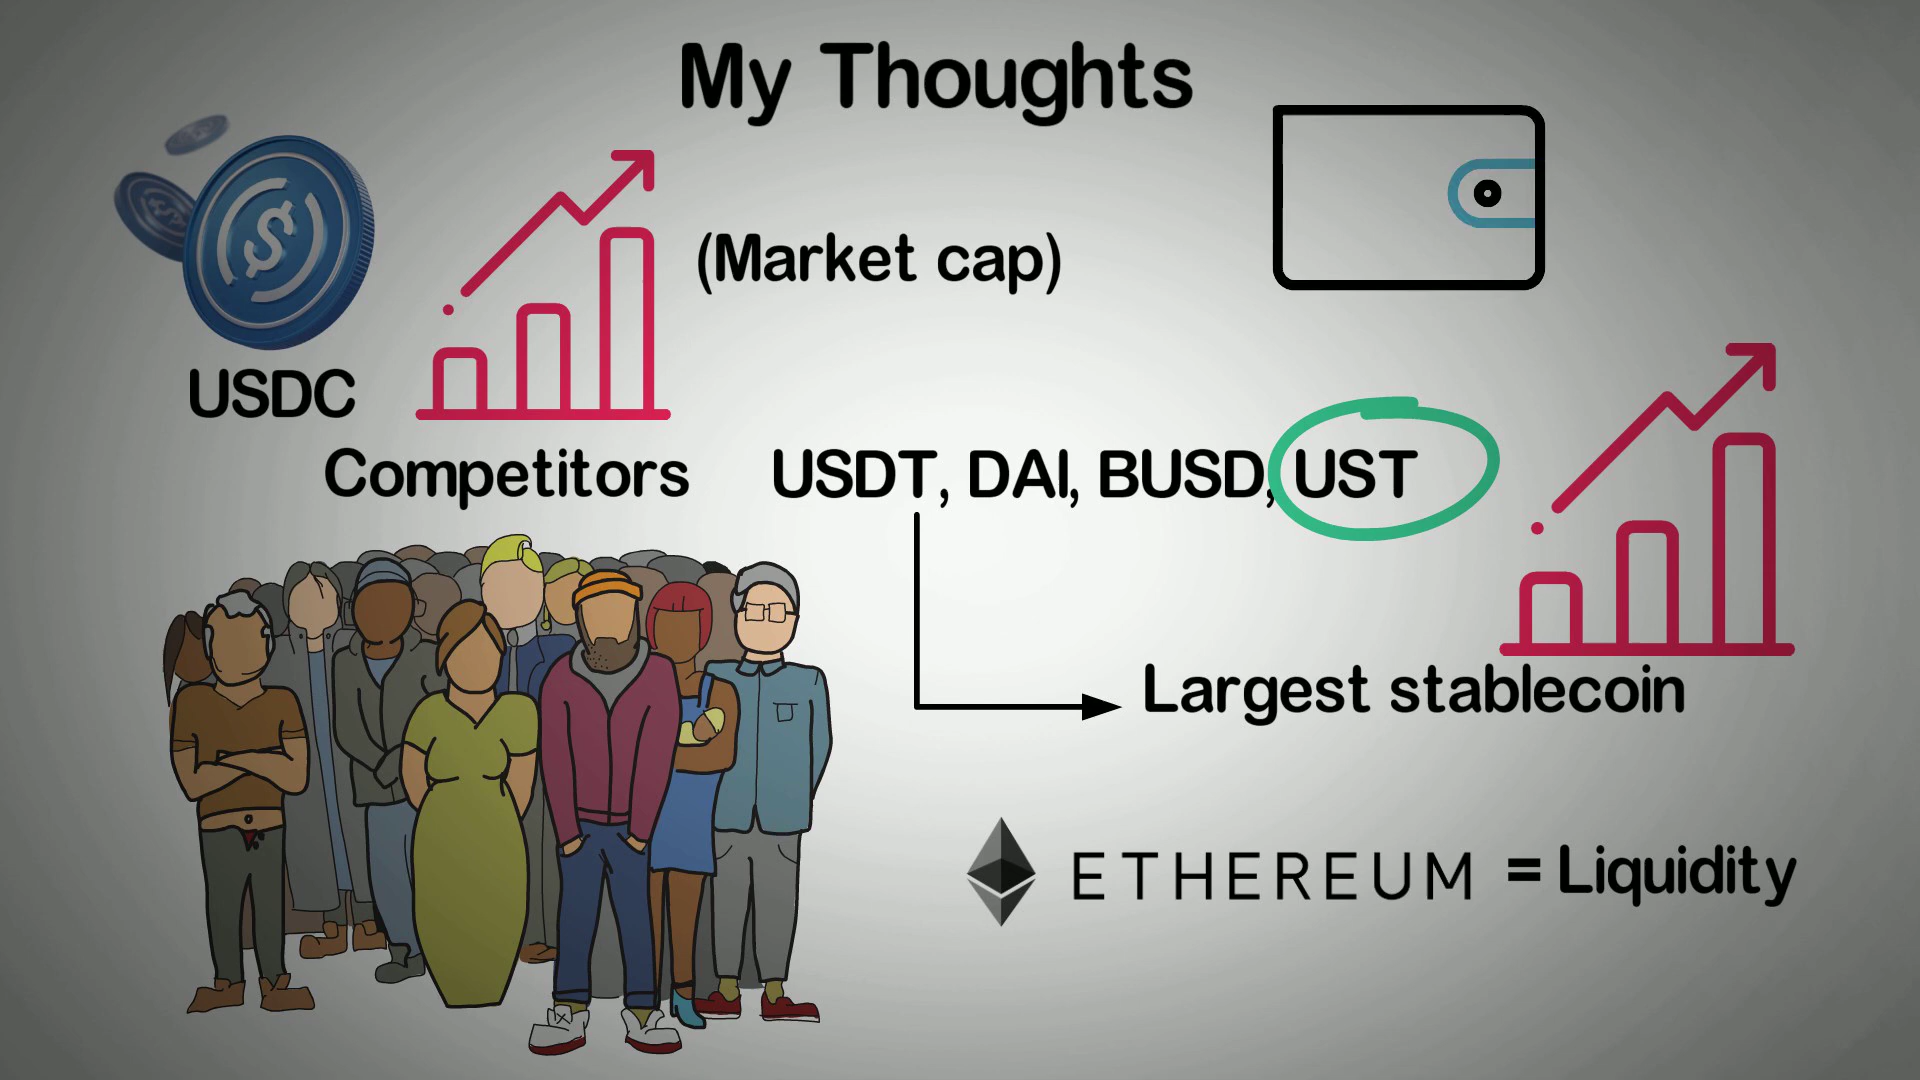 My Thoughts
(Market cap)
USDC
Competitors
USDT, DAI, BUSD, UST
Largest stablecoin
ETHEREUM = Liquidity